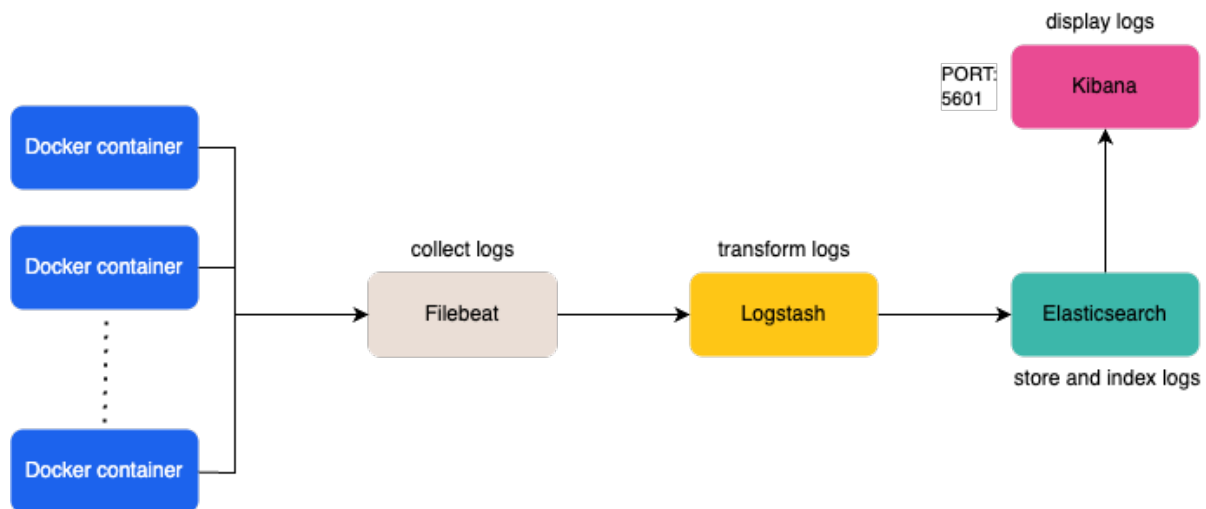 display logs
PORT:
5601
Kibana
Docker container
Docker container
collect logs
transform logs
Filebeat
Logstash
Elasticsearch
store and index logs
Docker container